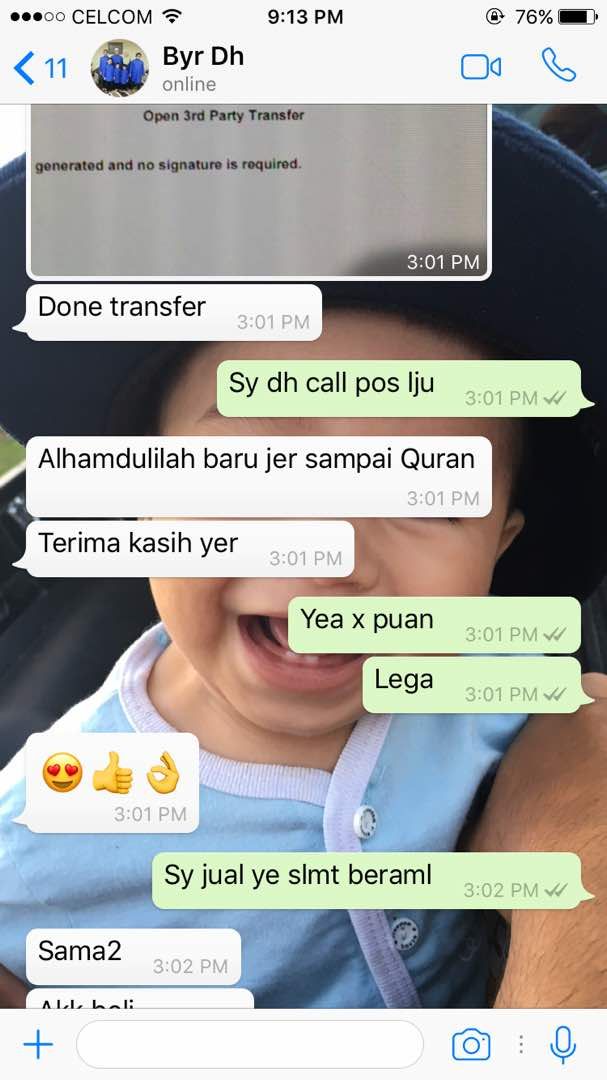 CELCOM 9:13 PM 76%
11 Byr Dh
online
Open 3rd Party Transfer
generated and no signature is required.
3:01 PM
Done transfer 3:01 PM
Sy dh call pos lju 3:01 PM
Alhamdulilah baru jer sampai Quran
3:01 PM
Terima kasih yer 3:01 PM
Yea x puan 3:01 PM
Lega 3:01 PM
😍👍👌
3:01 PM
Sy jual ye slmt beraml 3:02 PM
Sama2 3:02 PM
Akk beli